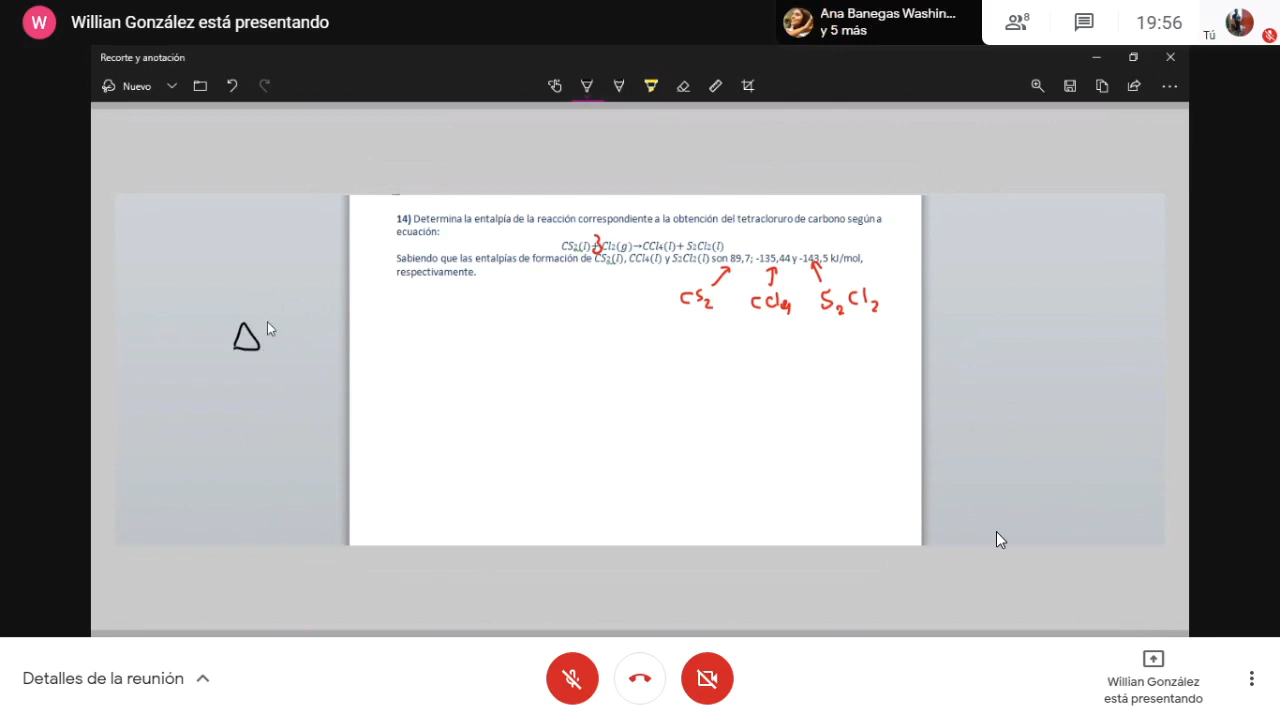 W Willian González está presentando
Ana Banegas Washin...
y 5 más
8
19:56
Tú
Recorte y anotación
Nuevo
14) Determina la entalpía de la reacción correspondiente a la obtención del tetracloruro de carbono según a
ecuación:
CS₂(l)+3Cl₂(g)→CCl₄(l)+ S₂Cl₂(l)
Sabiendo que las entalpías de formación de CS₂(l), CCl₄(l) y S₂Cl₂(l) son 89,7; -135,44 y -143,5 kJ/mol,
respectivamente.
CS₂ CCl₄ S₂Cl₂
Δ
Detalles de la reunión
Willian González
está presentando